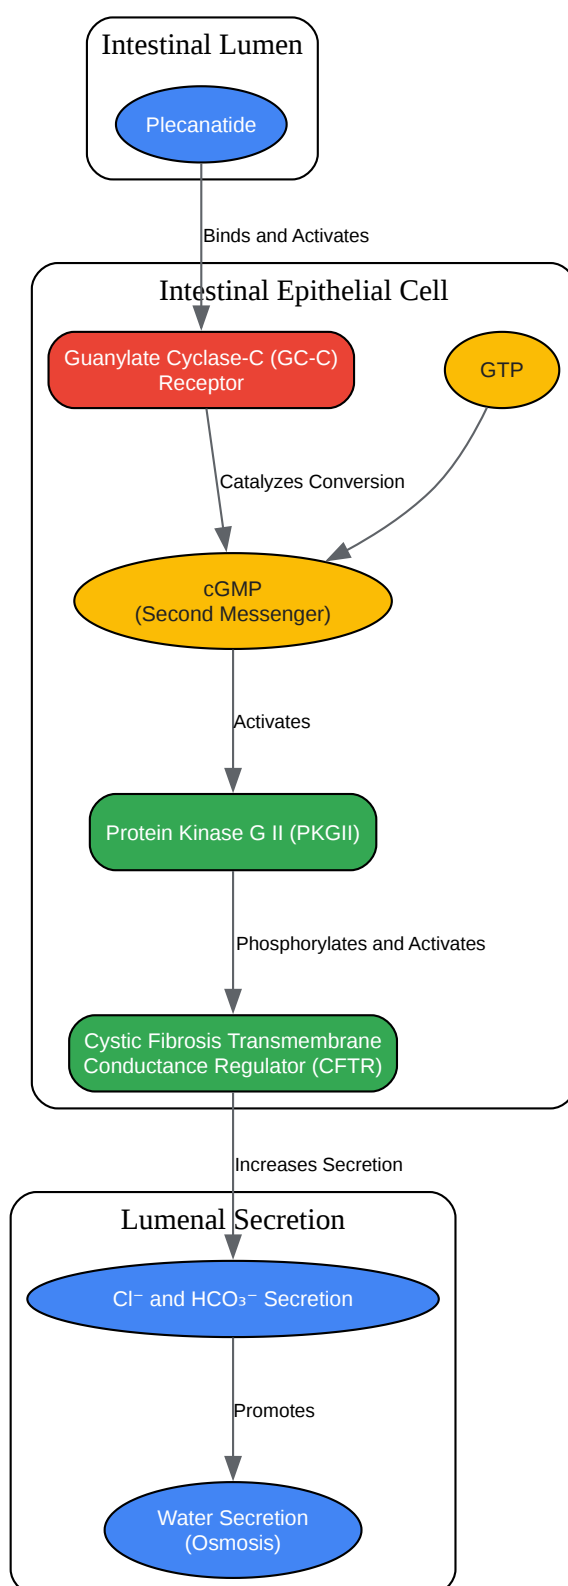 Intestinal Lumen
Plecanatide
Binds and Activates
Intestinal Epithelial Cell
Guanylate Cyclase-C (GC-C)
Receptor
GTP
Catalyzes Conversion
cGMP
(Second Messenger)
Activates
Protein Kinase G II (PKGII)
Phosphorylates and Activates
Cystic Fibrosis Transmembrane
Conductance Regulator (CFTR)
Increases Secretion
Lumenal Secretion
Cl⁻ and HCO₃⁻ Secretion
Promotes
Water Secretion
(Osmosis)